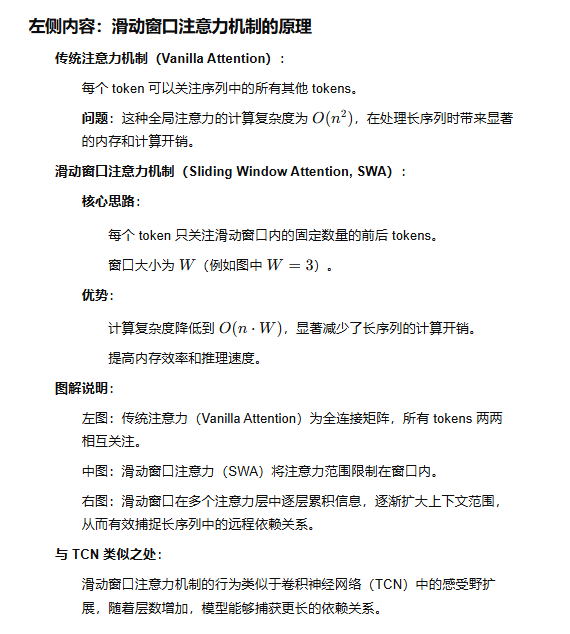 左侧内容：滑动窗口注意力机制的原理
传统注意力机制（Vanilla Attention）：
每个 token 可以关注序列中的所有其他 tokens。
问题：这种全局注意力的计算复杂度为 O(n²)，在处理长序列时带来显著
的内存和计算开销。
滑动窗口注意力机制（Sliding Window Attention, SWA）：
核心思路：
每个 token 只关注滑动窗口内的固定数量的前后 tokens。
窗口大小为 W（例如图中 W = 3）。
优势：
计算复杂度降低到 O(n · W)，显著减少了长序列的计算开销。
提高内存效率和推理速度。
图解说明：
左图：传统注意力（Vanilla Attention）为全连接矩阵，所有 tokens 两两
相互关注。
中图：滑动窗口注意力（SWA）将注意力范围限制在窗口内。
右图：滑动窗口在多个注意力层中逐层累积信息，逐渐扩大上下文范围，
从而有效捕捉长序列中的远程依赖关系。
与 TCN 类似之处：
滑动窗口注意力机制的行为类似于卷积神经网络（TCN）中的感受野扩
展，随着层数增加，模型能够捕获更长的依赖关系。